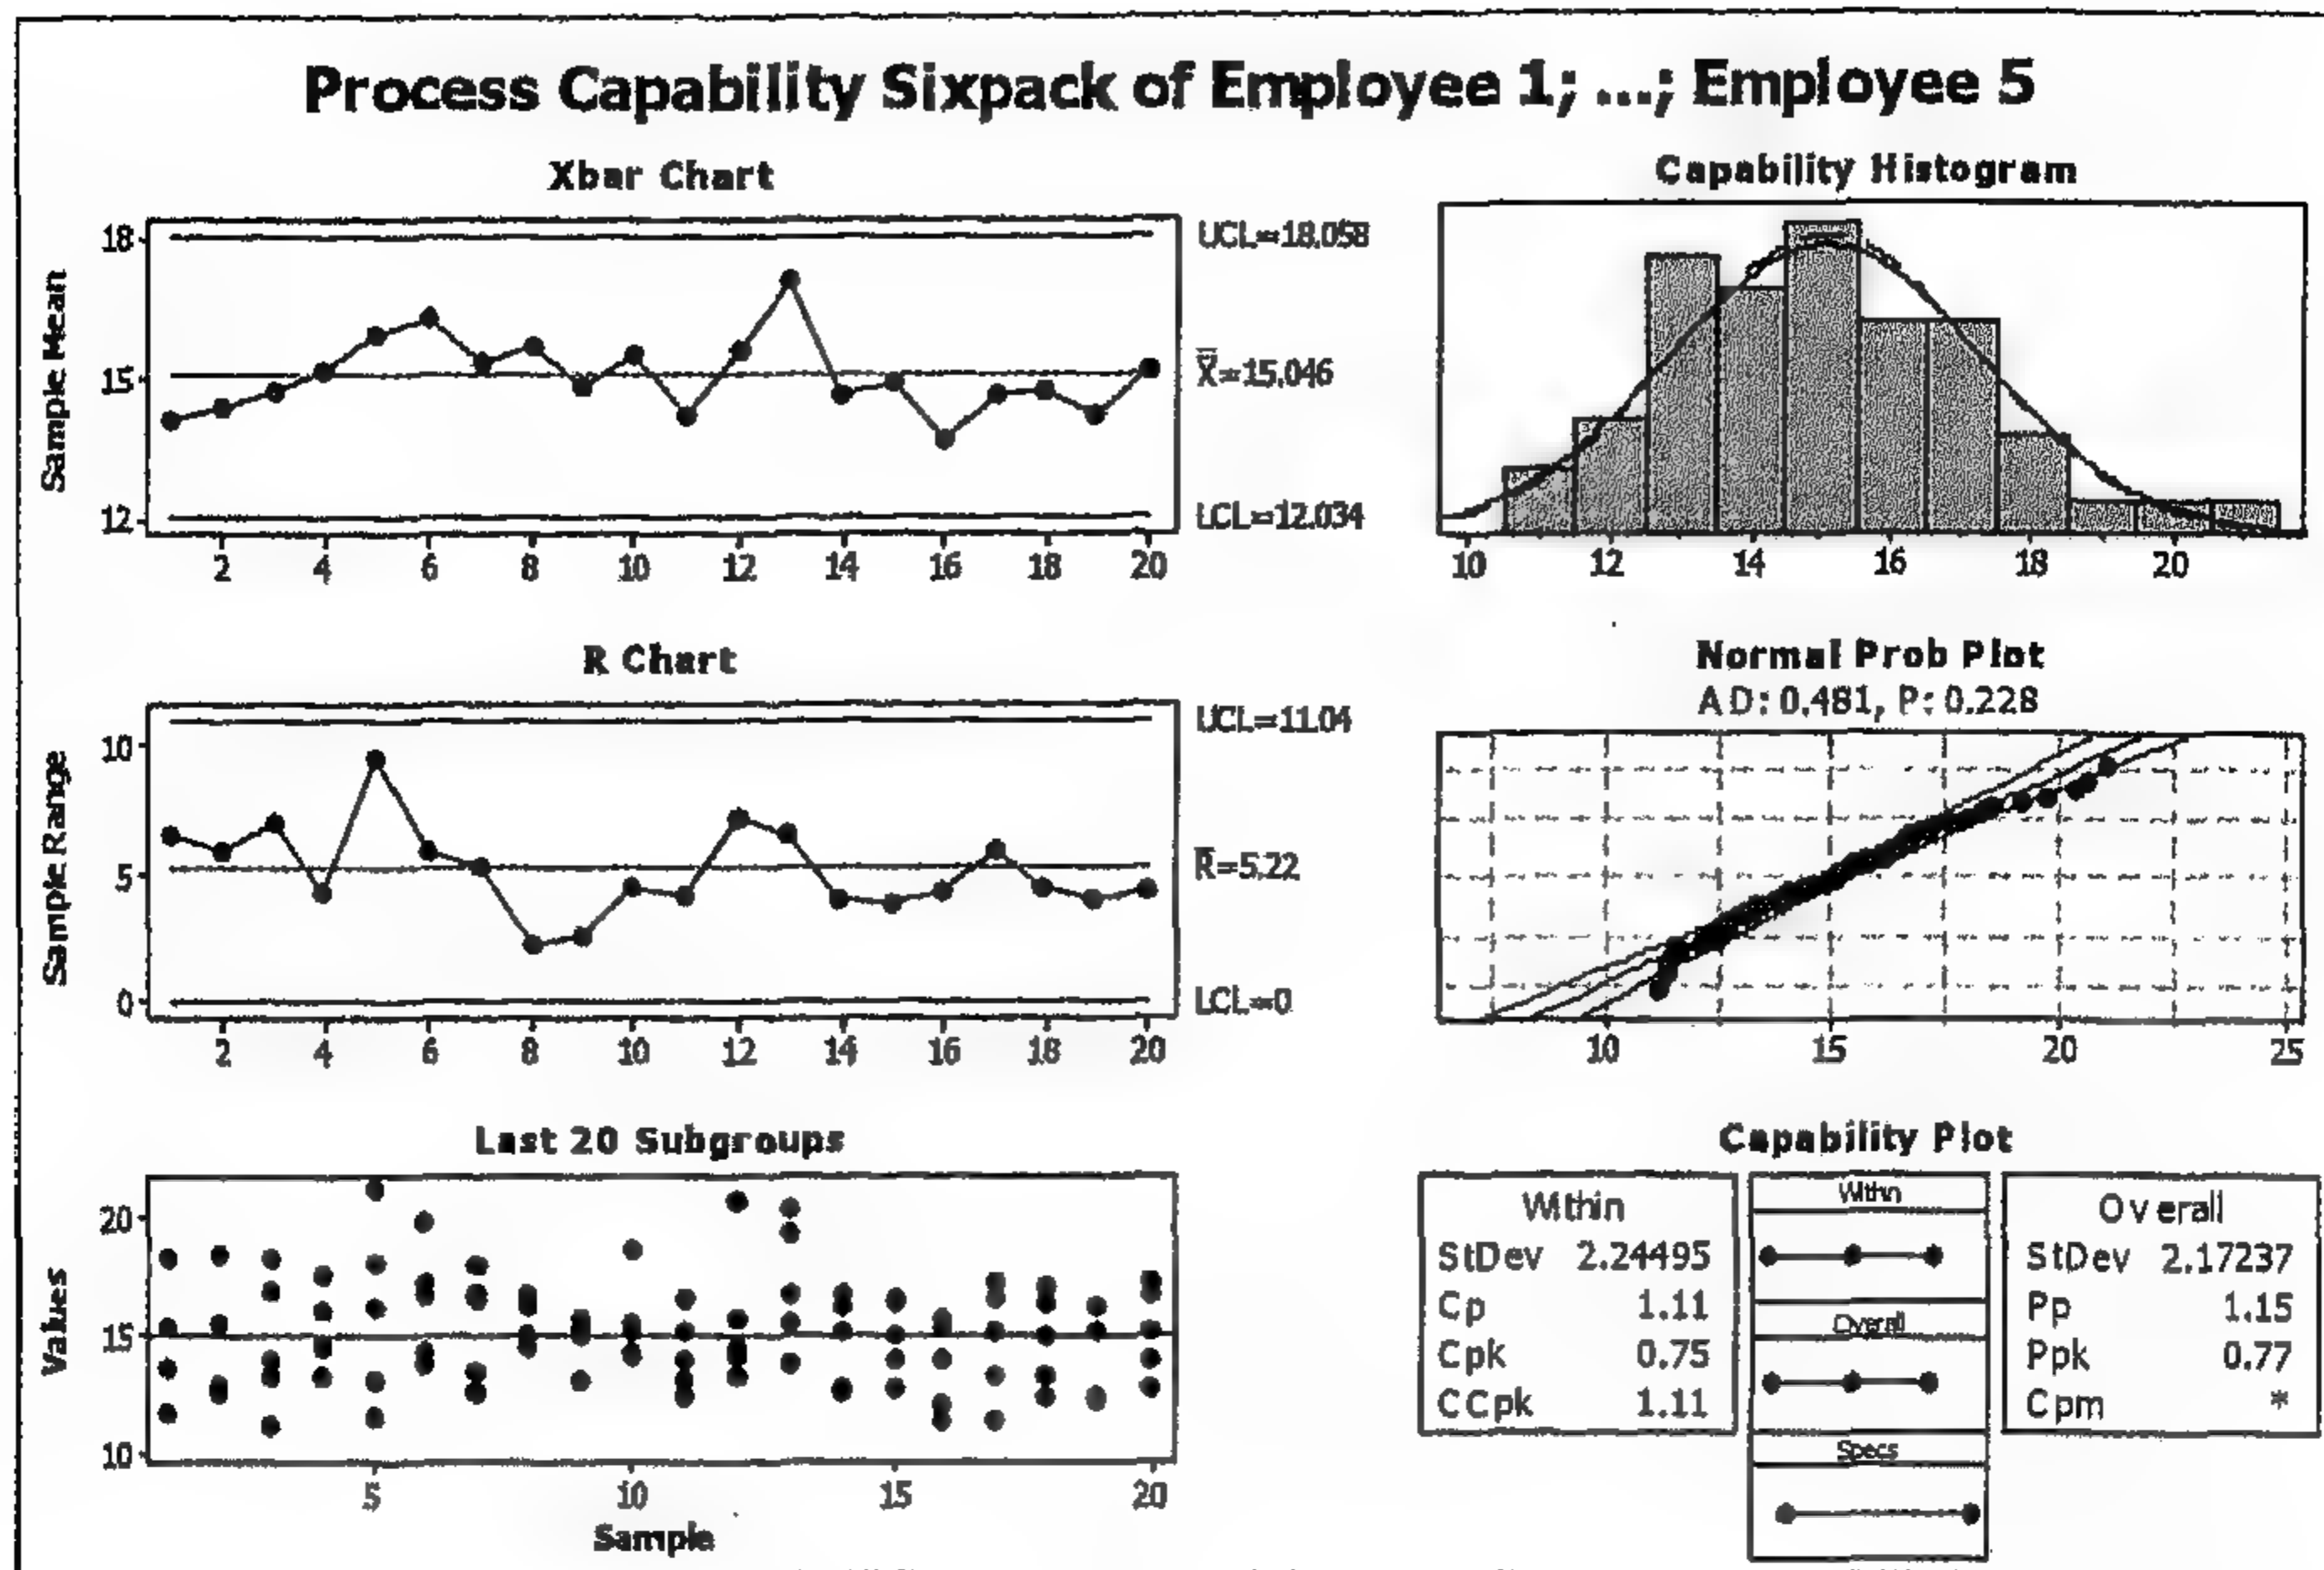 Process Capability Sixpack of Employee 1; ...; Employee 5
Xbar Chart
Sample Mean
18
15
12
UCL=18.058
X=15.046
LCL=12.034
2 4 6 8 10 12 14 16 18 20
Capability Histogram
10 12 14 16 18 20
R Chart
Sample Range
10
5
0
UCL=11.04
R=5.22
LCL=0
2 4 6 8 10 12 14 16 18 20
Normal Prob Plot
AD: 0.481, P: 0.228
10 15 20 25
Last 20 Subgroups
Values
20
15
10
5 10 15 20
Sample
Capability Plot
Within
StDev 2.24495
Cp 1.11
Cpk 0.75
CCpk 1.11
Within
Overall
Specs
Overall
StDev 2.17237
Pp 1.15
Ppk 0.77
Cpm *